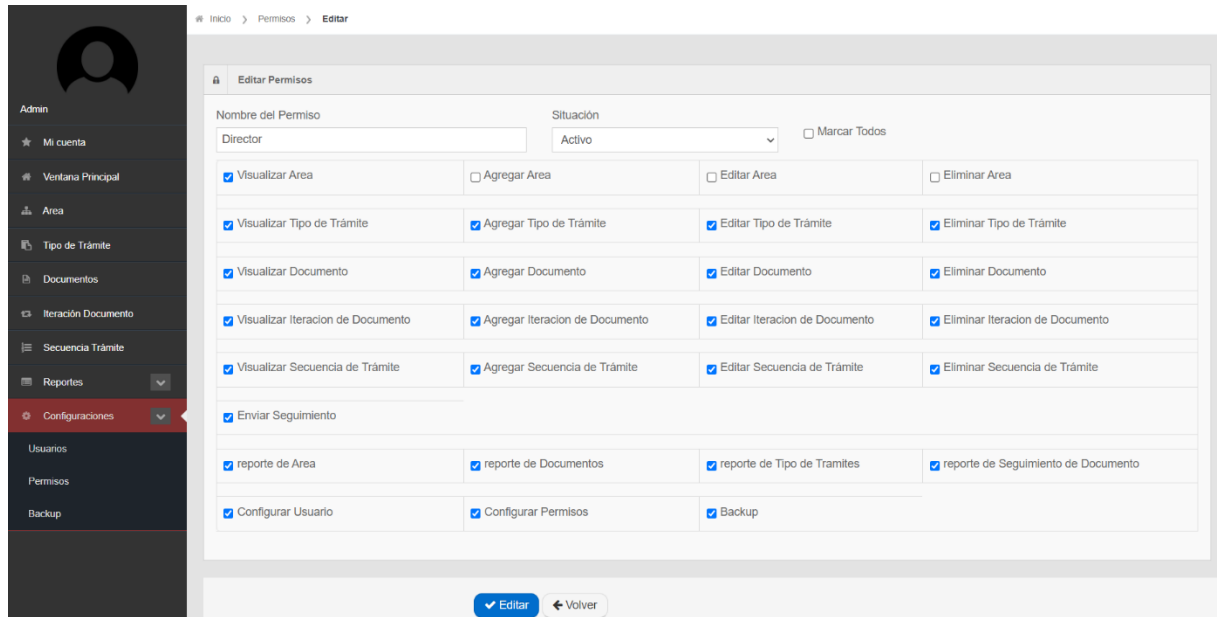 Inicio > Permisos > Editar
Admin
Mi cuenta
Ventana Principal
Area
Tipo de Trámite
Documentos
Iteración Documento
Secuencia Trámite
Reportes
Configuraciones
Usuarios
Permisos
Backup
Editar Permisos
Nombre del Permiso Situación
Director Activo Marcar Todos
Visualizar Area Agregar Area Editar Area Eliminar Area
Visualizar Tipo de Trámite Agregar Tipo de Trámite Editar Tipo de Trámite Eliminar Tipo de Trámite
Visualizar Documento Agregar Documento Editar Documento Eliminar Documento
Visualizar Iteracion de Documento Agregar Iteracion de Documento Editar Iteracion de Documento Eliminar Iteracion de Documento
Visualizar Secuencia de Trámite Agregar Secuencia de Trámite Editar Secuencia de Trámite Eliminar Secuencia de Trámite
Enviar Seguimiento
reporte de Area reporte de Documentos reporte de Tipo de Tramites reporte de Seguimiento de Documento
Configurar Usuario Configurar Permisos Backup
Editar Volver